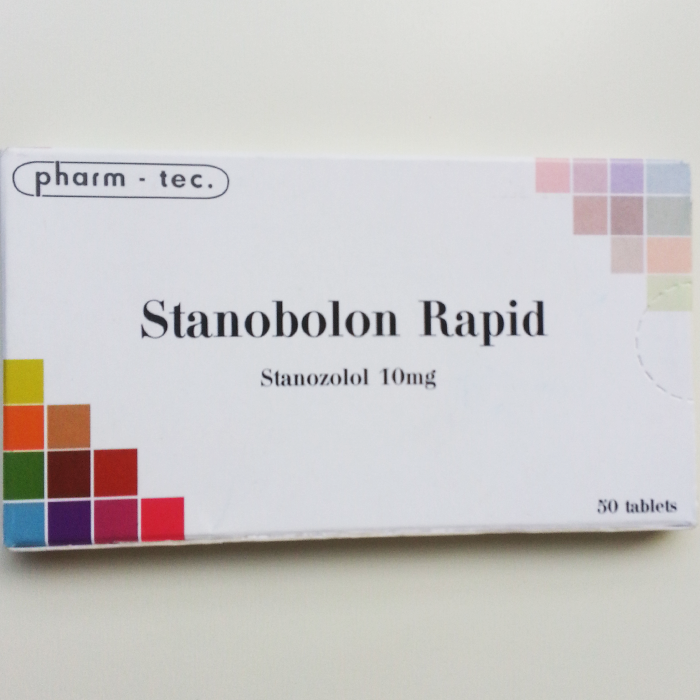 pharm - tec.
Stanobolon Rapid
Stanozolol 10mg
50 tablets